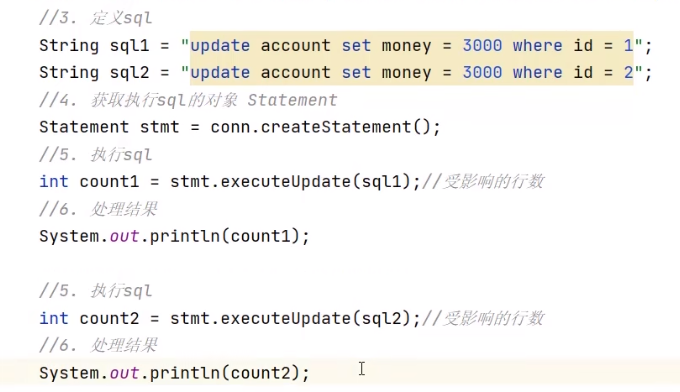 //3. 定义sql
String sql1 = "update account set money = 3000 where id = 1";
String sql2 = "update account set money = 3000 where id = 2";
//4. 获取执行sql的对象 Statement
Statement stmt = conn.createStatement();
//5. 执行sql
int count1 = stmt.executeUpdate(sql1);//受影响的行数
//6. 处理结果
System.out.println(count1);
//5. 执行sql
int count2 = stmt.executeUpdate(sql2);//受影响的行数
//6. 处理结果
System.out.println(count2);